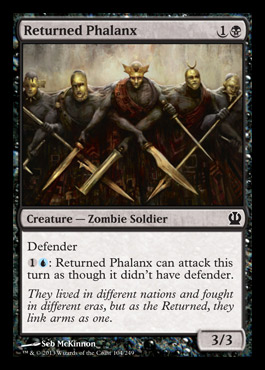 Returned Phalanx 1
Creature — Zombie Soldier
Defender
1: Returned Phalanx can attack this
turn as though it didn't have defender.
They lived in different nations and fought
in different eras, but as the Returned, they
link arms as one.
3/3
Seb McKinnon
™ & © 2013 Wizards of the Coast 104/249